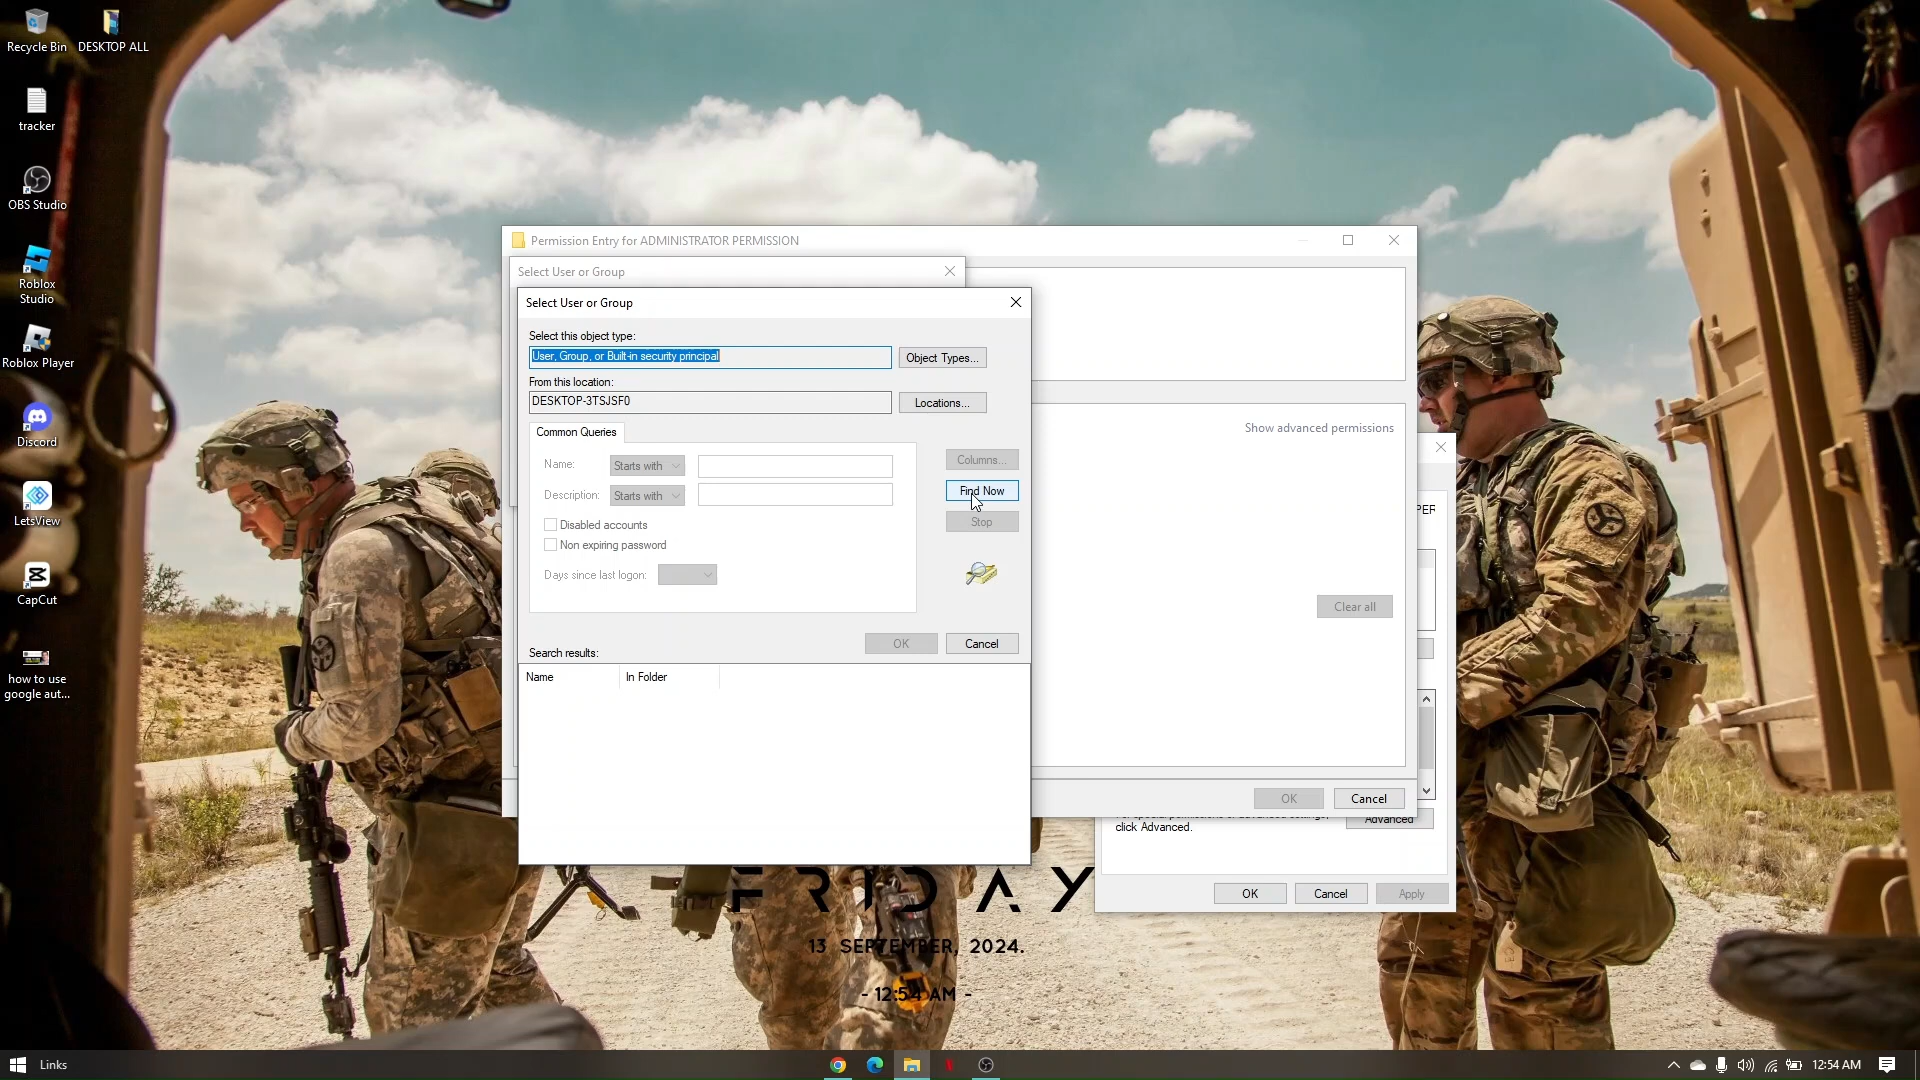 Recycle Bin
DESKTOP ALL
tracker
OBS Studio
Roblox
Studio
Roblox Player
Discord
LetsView
CapCut
how to use
google aut...
Permission Entry for ADMINISTRATOR PERMISSION
Select User or Group
Select User or Group
Select this object type:
User, Group, or Built-in security principal
Object Types...
From this location:
DESKTOP-3TSJSF0
Locations...
Common Queries
Name:
Starts with
Description:
Starts with
Disabled accounts
Non expiring password
Days since last logon:
Columns...
Find Now
Stop
OK
Cancel
Search results:
Name
In Folder
Show advanced permissions
PER
Clear all
OK
Cancel
click Advanced.
Advanced
OK
Cancel
Apply
FRIDAY
13 SEPTEMBER, 2024.
- 12:54 AM -
Links
12:54 AM